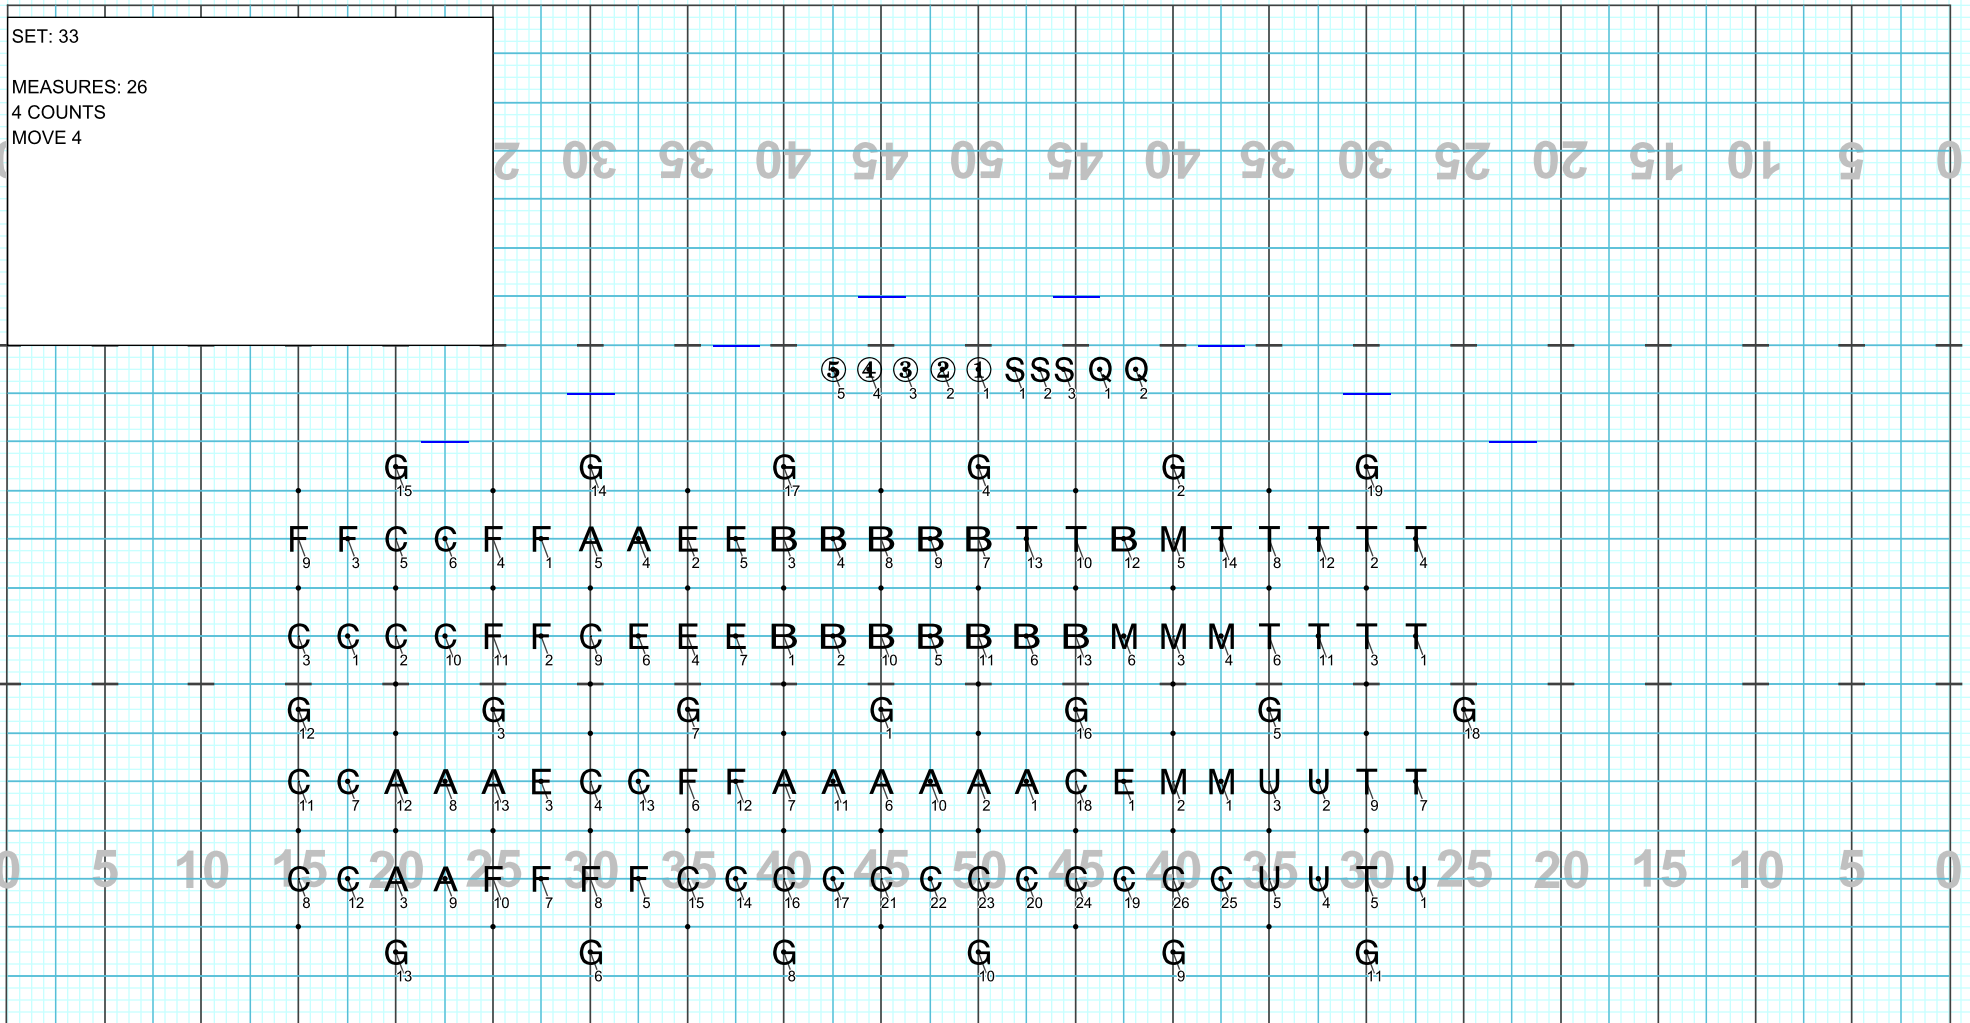 SET: 33
MEASURES: 26
4 COUNTS
MOVE 4
30 35 40 45 50 45 40 35 30 25 20 15 10 5 0
5 4 3 2 1 S S S Q Q
5 4 3 2 1 1 2 3 1 2
G G G G G G
15 14 17 4 2 19
F F C C F F A A E E B B B B B T T B M T T T T T
9 3 5 6 4 1 5 4 2 5 3 4 8 9 7 13 10 12 5 14 8 12 2 4
C C C C F F C E E E B B B B B B B M M M T T T T
3 1 2 10 11 2 9 6 4 7 1 2 10 5 11 6 13 6 3 4 6 11 3 1
G G G G G G G
12 3 7 1 16 5 18
C C A A A E C C F F A A A A A A C E M M U U T T
11 7 12 8 13 3 4 13 6 12 7 11 6 10 2 1 18 1 2 1 3 2 9 7
0 5 10 15 20 25 30 35 40 45 50 45 40 35 30 25 20 15 10 5 0
C C A A F F F F C C C C C C C C C C C C U U T U
8 12 3 9 10 7 8 5 15 14 16 17 21 22 23 20 24 19 26 25 5 4 5 1
G G G G G G
13 6 8 10 9 11